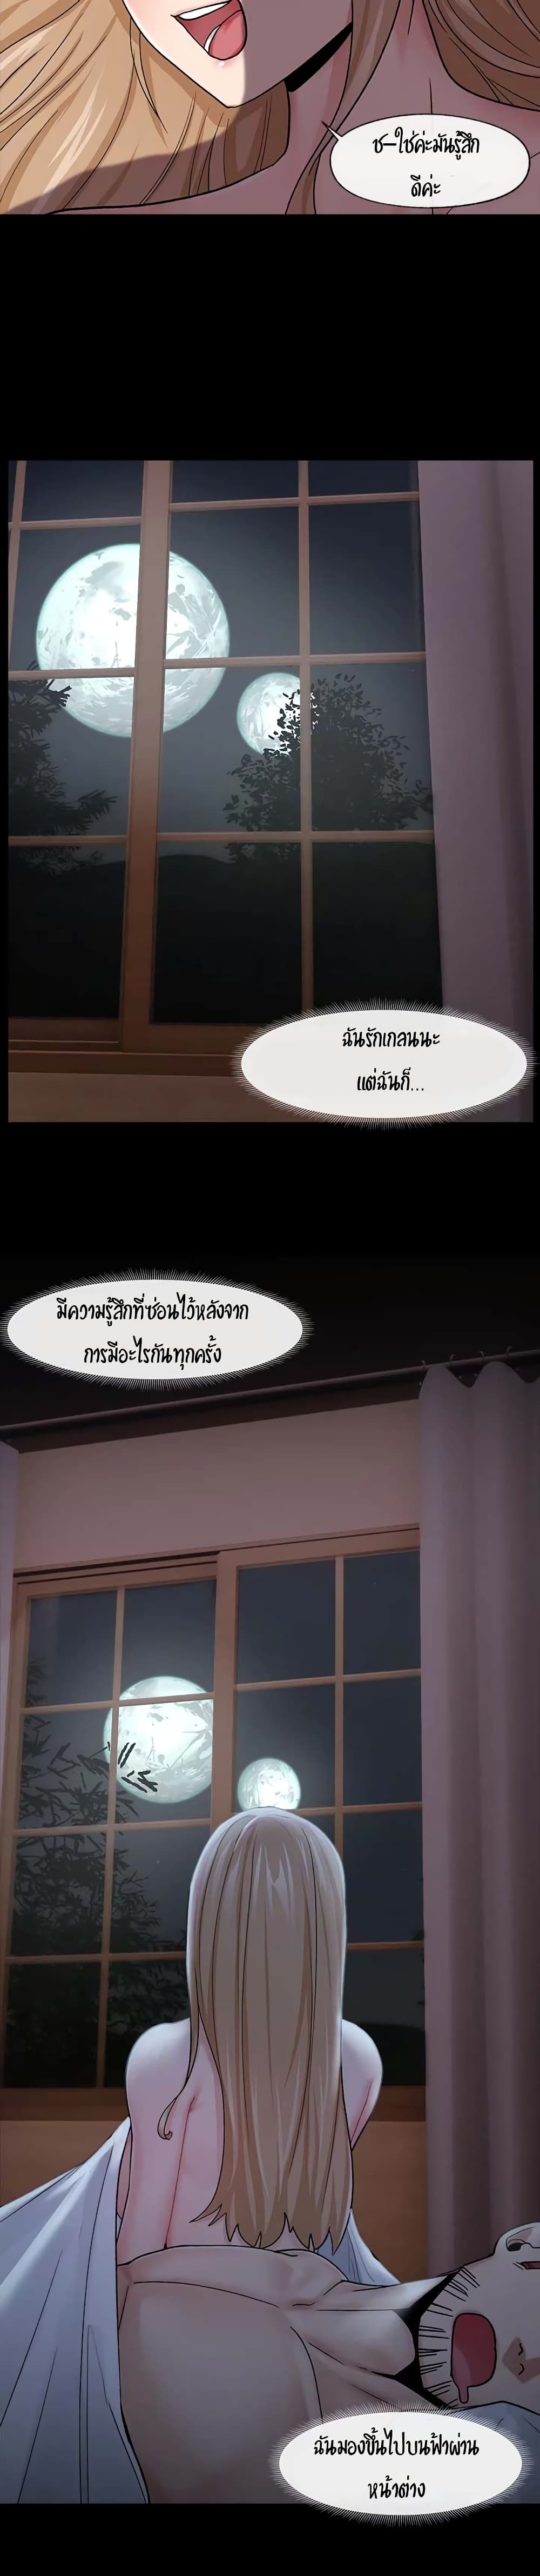 ช-ใช่ค่ะมันรู้สึก
ดีค่ะ
ฉันรักเกลนนะ
แต่ฉันก็...
มีความรู้สึกที่ซ่อนไว้หลังจาก
การมีอะไรกันทุกครั้ง
ฉันมองขึ้นไปบนฟ้าผ่าน
หน้าต่าง